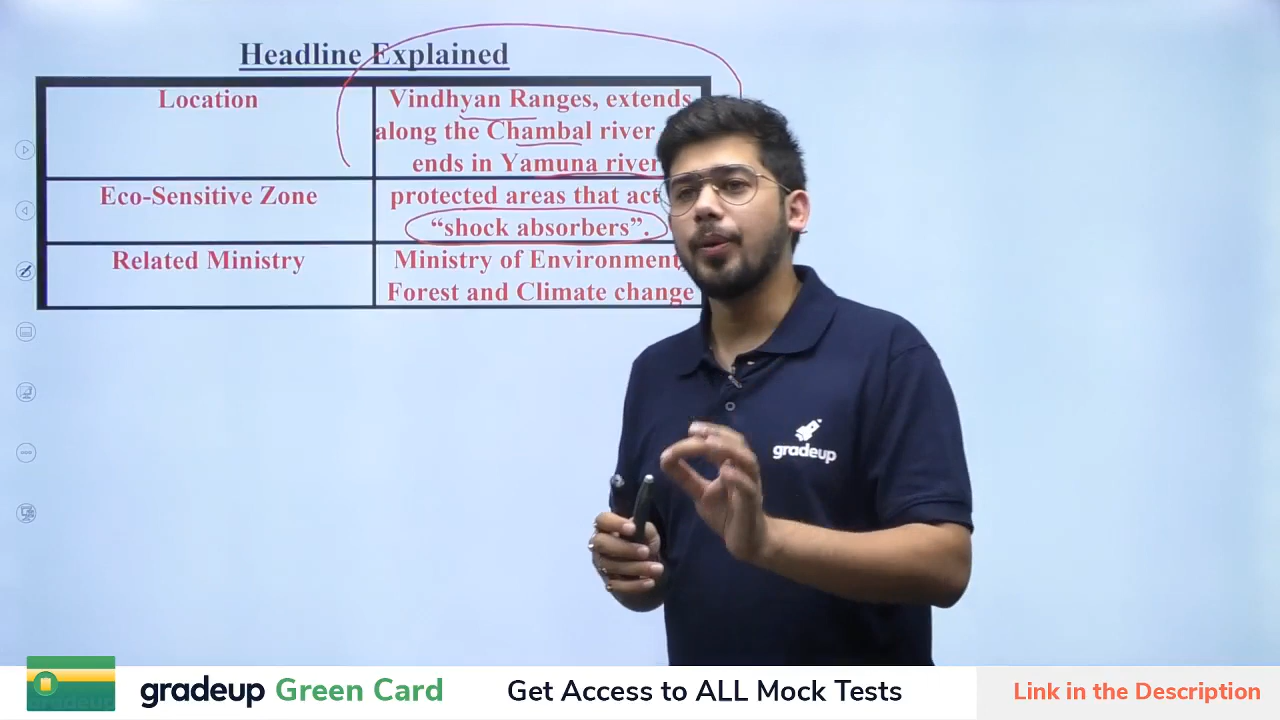 Headline Explained
Location
Vindhyan Ranges, extends
along the Chambal river
ends in Yamuna river
Eco-Sensitive Zone
protected areas that act
“shock absorbers”.
Related Ministry
Ministry of Environment,
Forest and Climate change
gradeup
gradeup Green Card
Get Access to ALL Mock Tests
Link in the Description